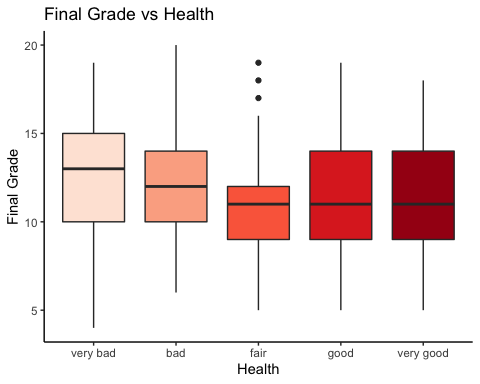 Final Grade vs Health
Final Grade
20
15
10
5
very bad bad fair good very good
Health